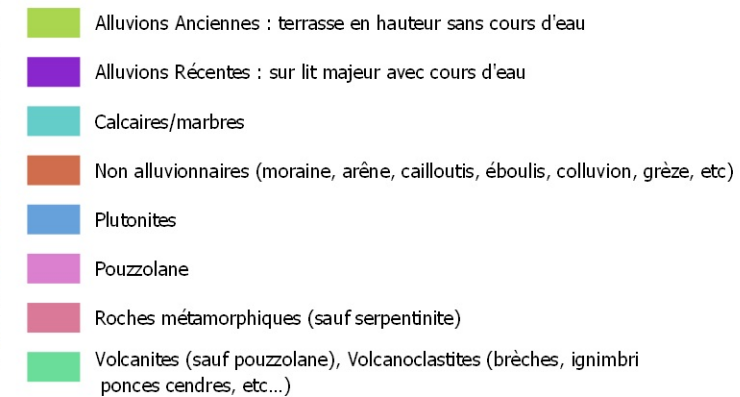 Alluvions Anciennes : terrasse en hauteur sans cours d'eau
Alluvions Récentes : sur lit majeur avec cours d'eau
Calcaires/marbres
Non alluvionnaires (moraine, arêne, cailloutis, éboulis, colluvion, grèze, etc)
Plutonites
Pouzzolane
Roches métamorphiques (sauf serpentinite)
Volcanites (sauf pouzzolane), Volcanoclastites (brèches, ignimbri
ponces cendres, etc...)